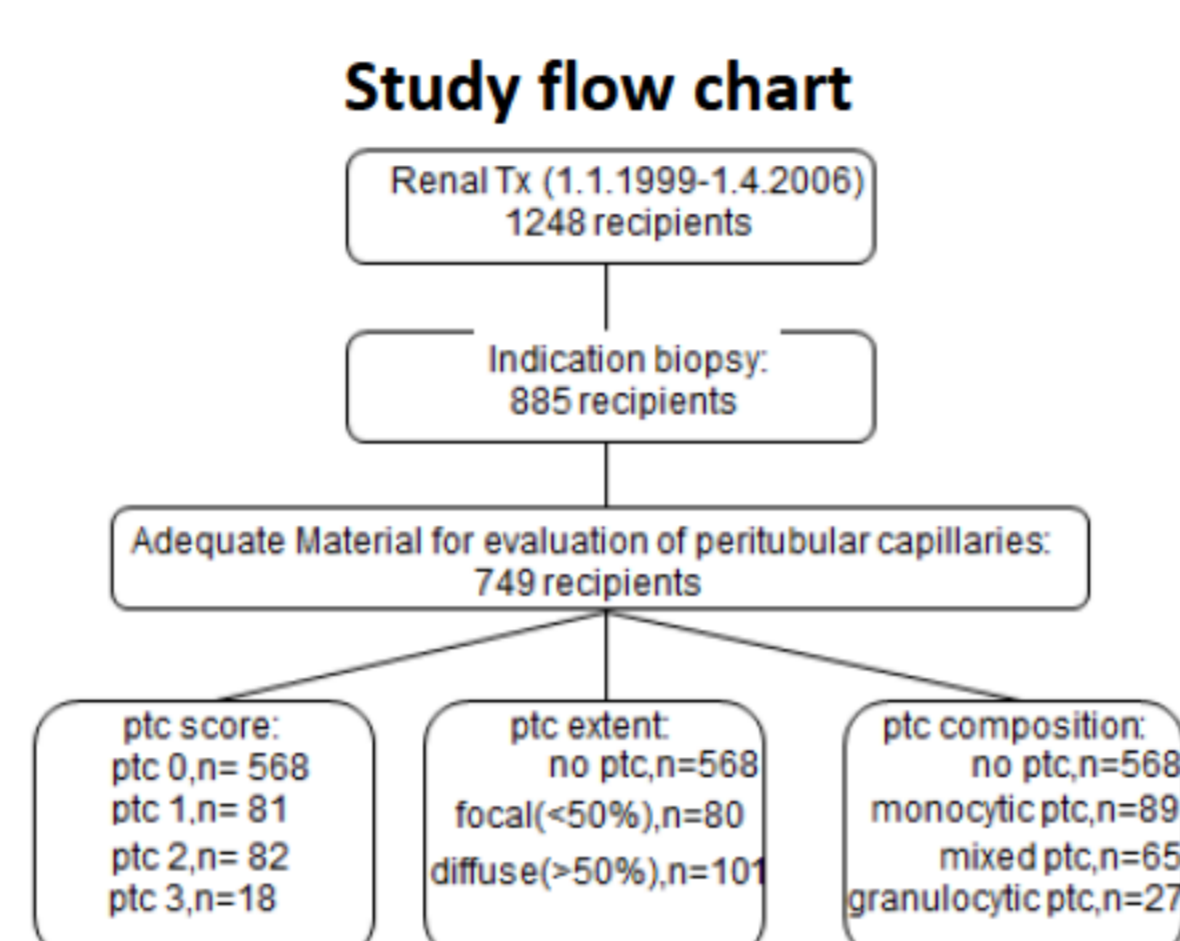 Study flow chart
Renal Tx (1.1.1999-1.4.2006)
1248 recipients
Indication biopsy:
885 recipients
Adequate Material for evaluation of peritubular capillaries:
749 recipients
ptc score:
ptc 0,n= 568
ptc 1,n= 81
ptc 2,n= 82
ptc 3,n=18
ptc extent:
no ptc,n=568
focal(<50%),n=80
diffuse(>50%),n=101
ptc composition:
no ptc,n=568
monocytic ptc,n=89
mixed ptc,n=65
granulocytic ptc,n=27